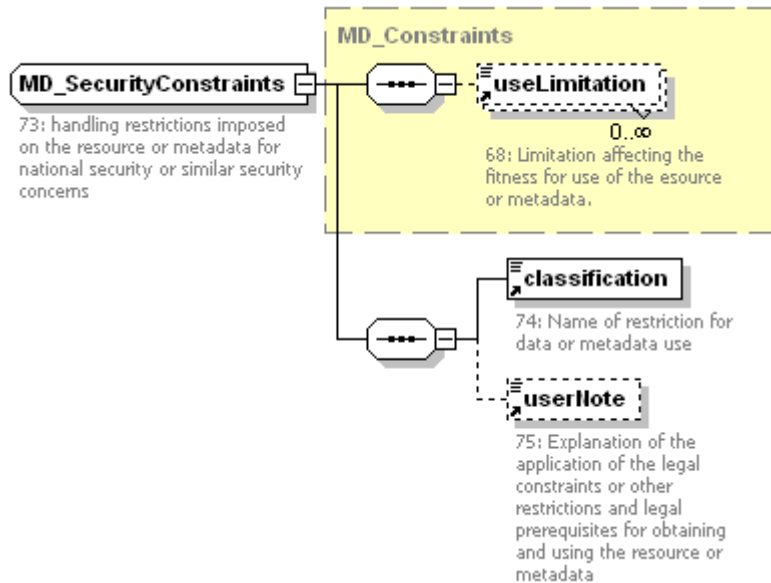 MD_Constraints
MD_SecurityConstraints
73: handling restrictions imposed
on the resource or metadata for
national security or similar security
concerns
useLimitation
0..∞
68: Limitation affecting the
fitness for use of the esource
or metadata.
classification
74: Name of restriction for
data or metadata use
userNote
75: Explanation of the
application of the legal
constraints or other
restrictions and legal
prerequisites for obtaining
and using the resource or
metadata